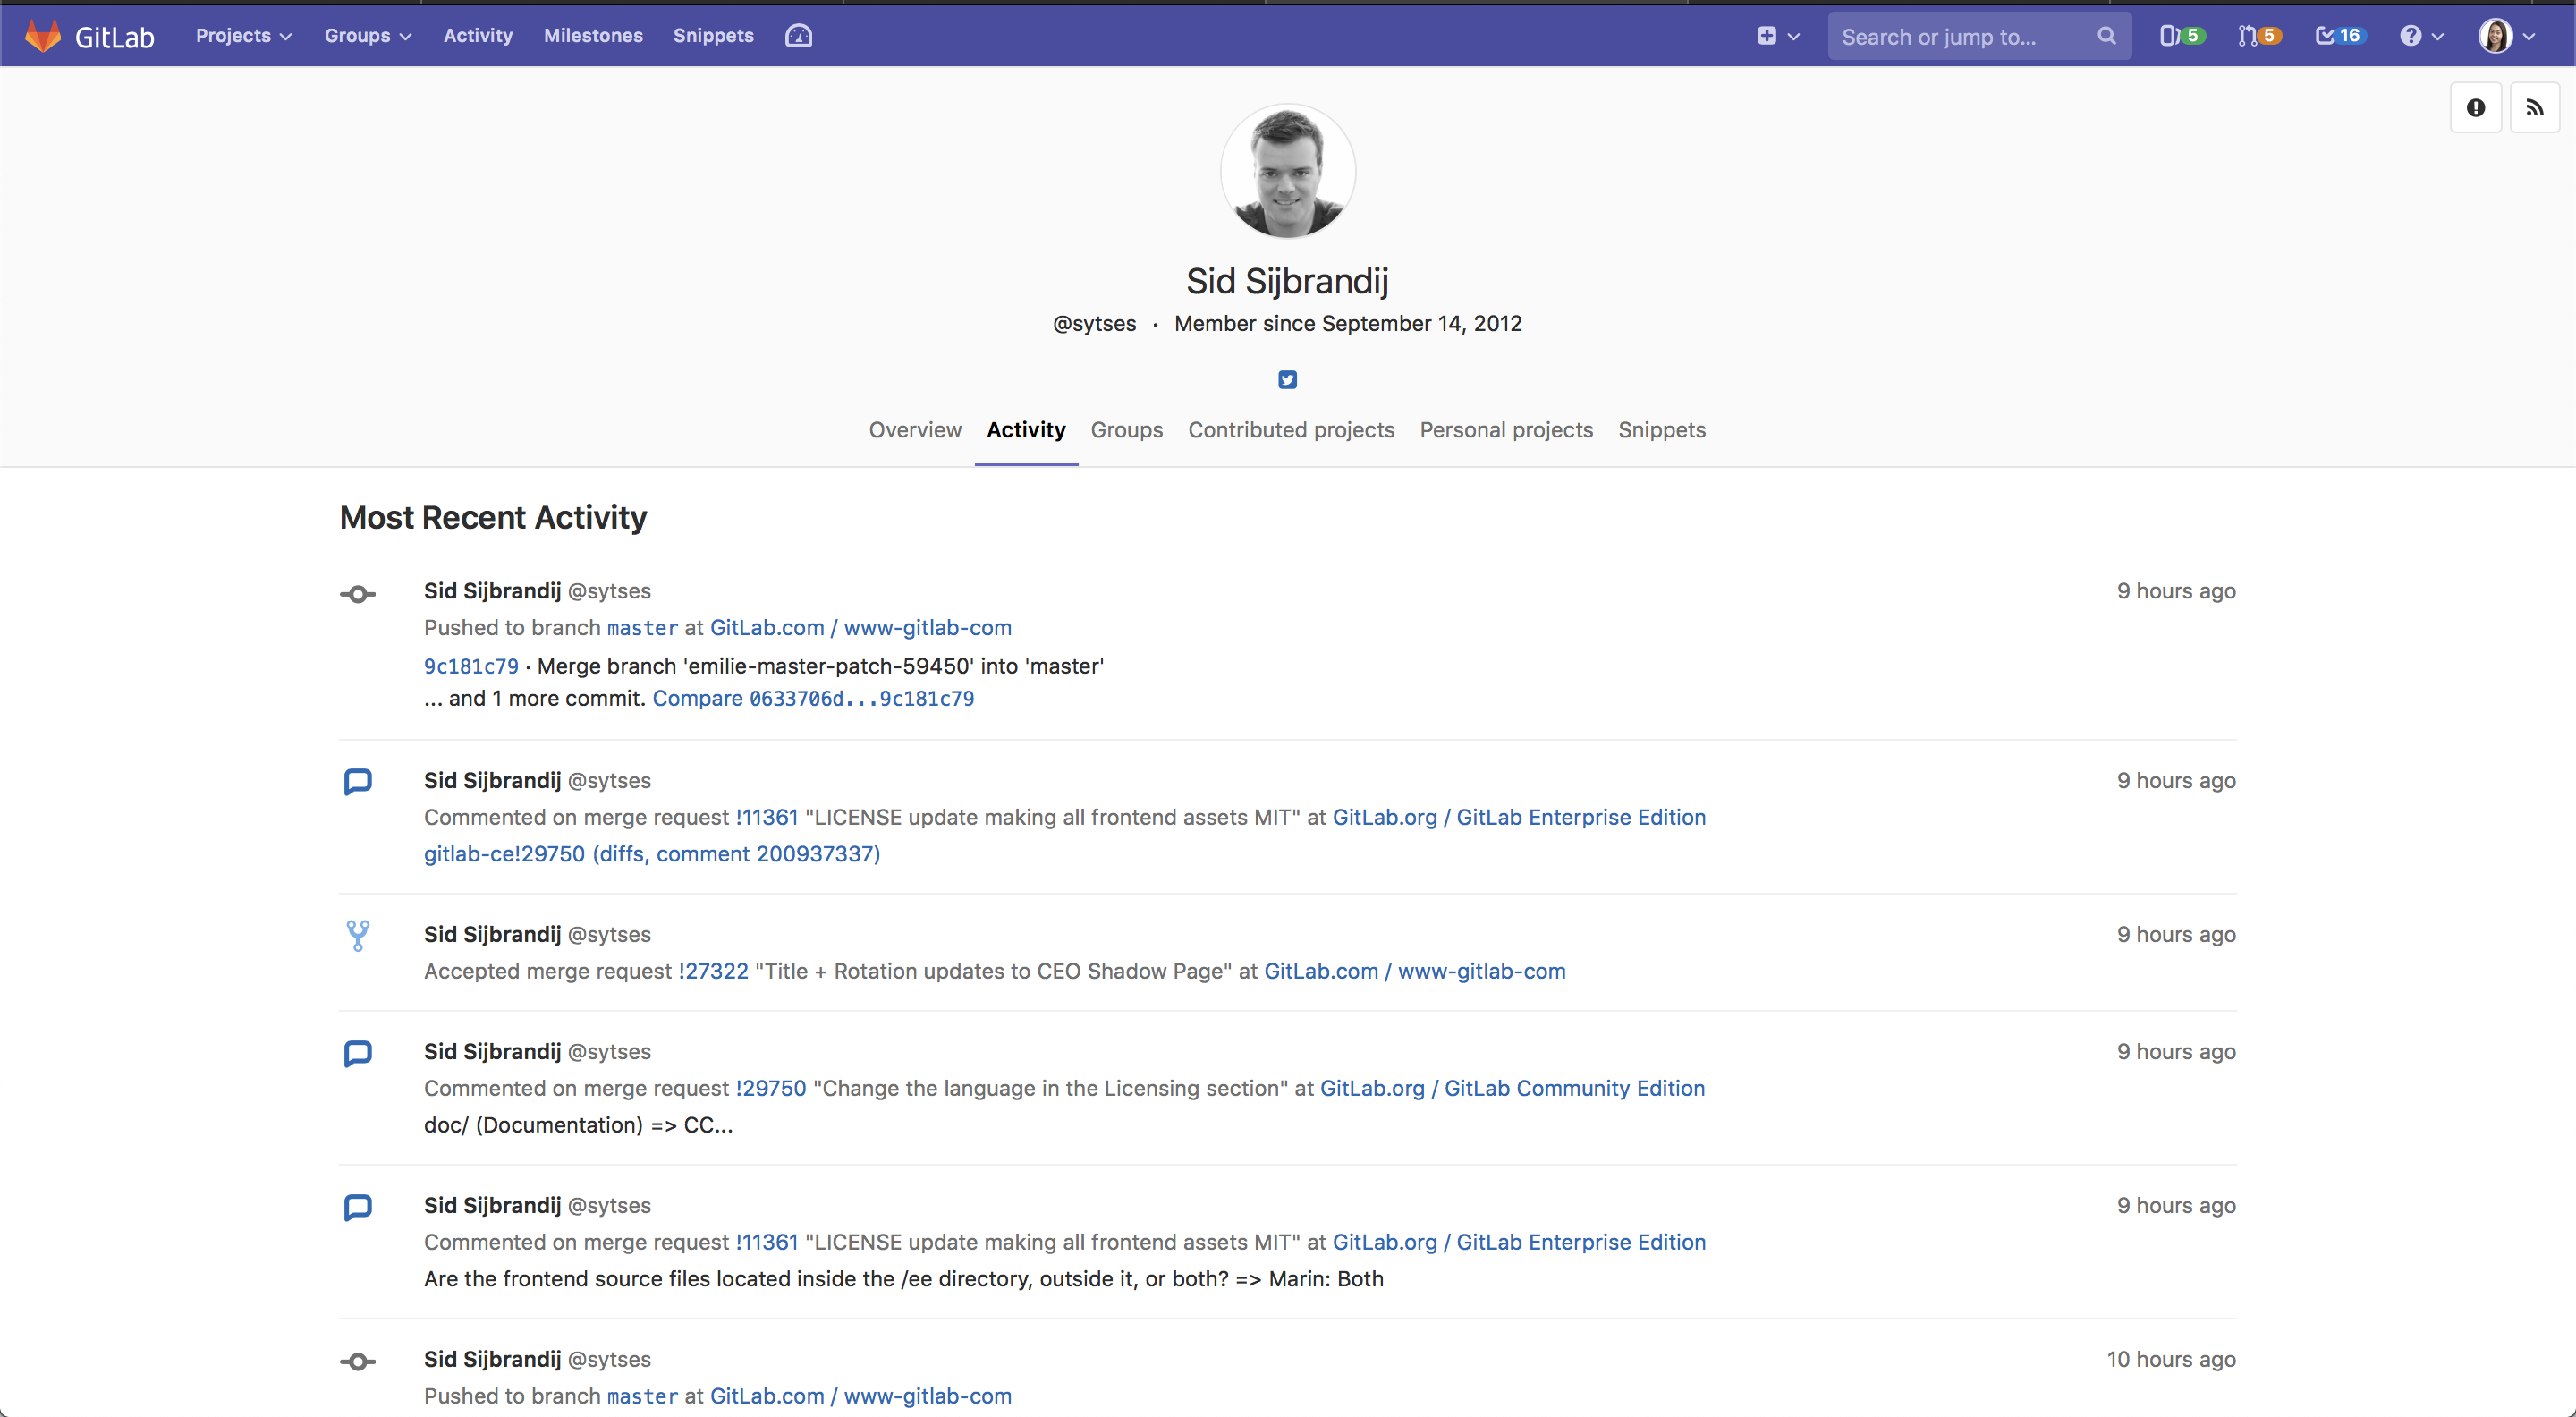 GitLab Projects Groups Activity Milestones Snippets Search or jump to... 5 5 16
Sid Sijbrandij
@sytses · Member since September 14, 2012
Overview Activity Groups Contributed projects Personal projects Snippets
Most Recent Activity
Sid Sijbrandij @sytses 9 hours ago
Pushed to branch master at GitLab.com / www-gitlab-com
9c181c79 · Merge branch 'emilie-master-patch-59450' into 'master'
... and 1 more commit. Compare 0633706d...9c181c79
Sid Sijbrandij @sytses 9 hours ago
Commented on merge request !11361 "LICENSE update making all frontend assets MIT" at GitLab.org / GitLab Enterprise Edition
gitlab-ce!29750 (diffs, comment 200937337)
Sid Sijbrandij @sytses 9 hours ago
Accepted merge request !27322 "Title + Rotation updates to CEO Shadow Page" at GitLab.com / www-gitlab-com
Sid Sijbrandij @sytses 9 hours ago
Commented on merge request !29750 "Change the language in the Licensing section" at GitLab.org / GitLab Community Edition
doc/ (Documentation) => CC...
Sid Sijbrandij @sytses 9 hours ago
Commented on merge request !11361 "LICENSE update making all frontend assets MIT" at GitLab.org / GitLab Enterprise Edition
Are the frontend source files located inside the /ee directory, outside it, or both? => Marin: Both
Sid Sijbrandij @sytses 10 hours ago
Pushed to branch master at GitLab.com / www-gitlab-com